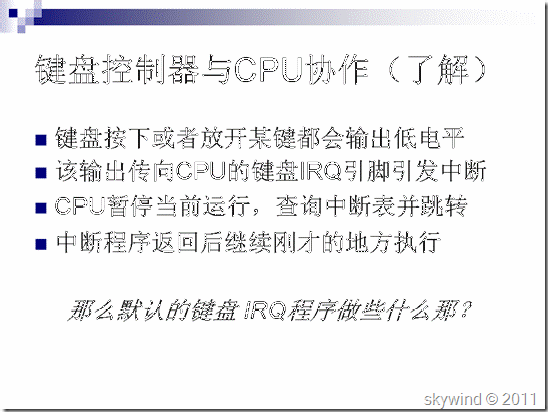 键盘控制器与CPU协作（了解）
键盘按下或者放开某键都会输出低电平
该输出传向CPU的键盘IRQ引脚引发中断
CPU暂停当前运行，查询中断表并跳转
中断程序返回后继续刚才的地方执行
那么默认的键盘 IRQ程序做些什么那？
skywind © 2011